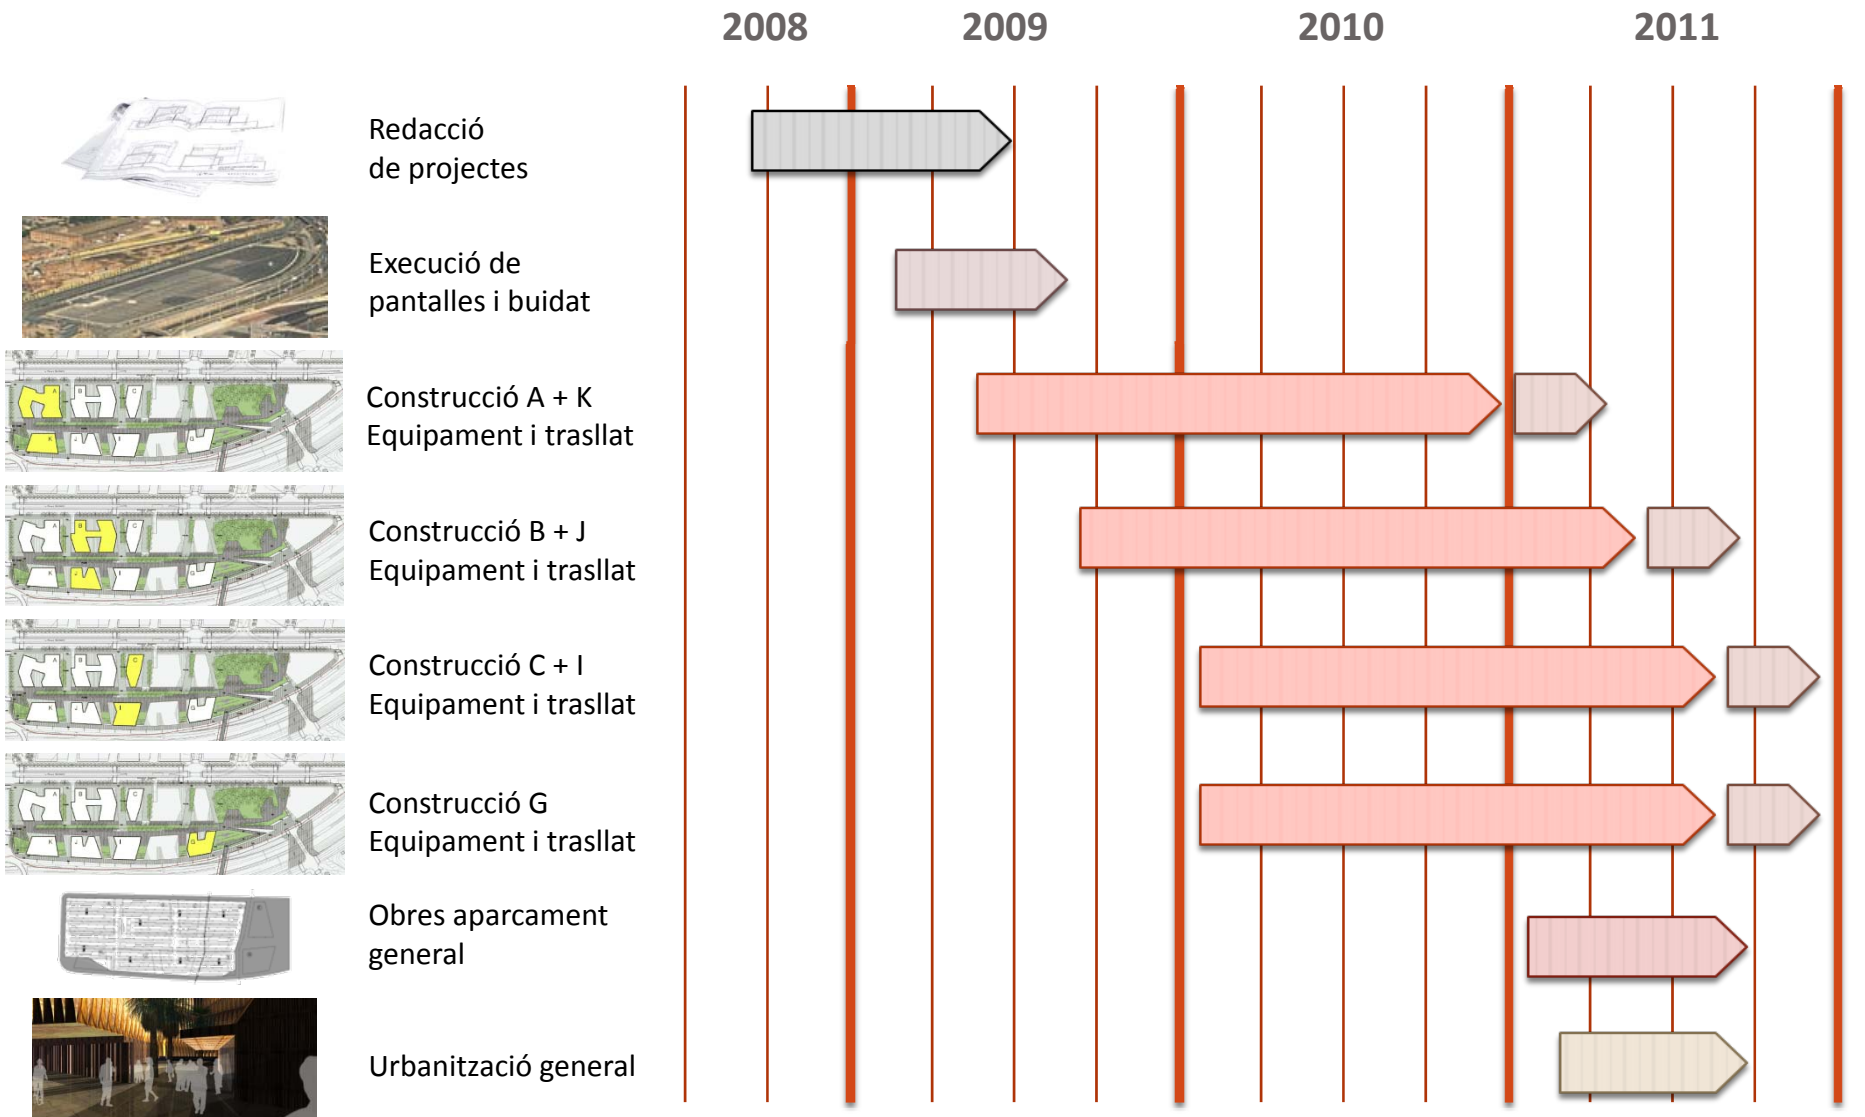 2008 2009 2010 2011
Redacció
de projectes
Execució de
pantalles i buidat
Construcció A + K
Equipament i trasllat
Construcció B + J
Equipament i trasllat
Construcció C + I
Equipament i trasllat
Construcció G
Equipament i trasllat
Obres aparcament
general
Urbanització general